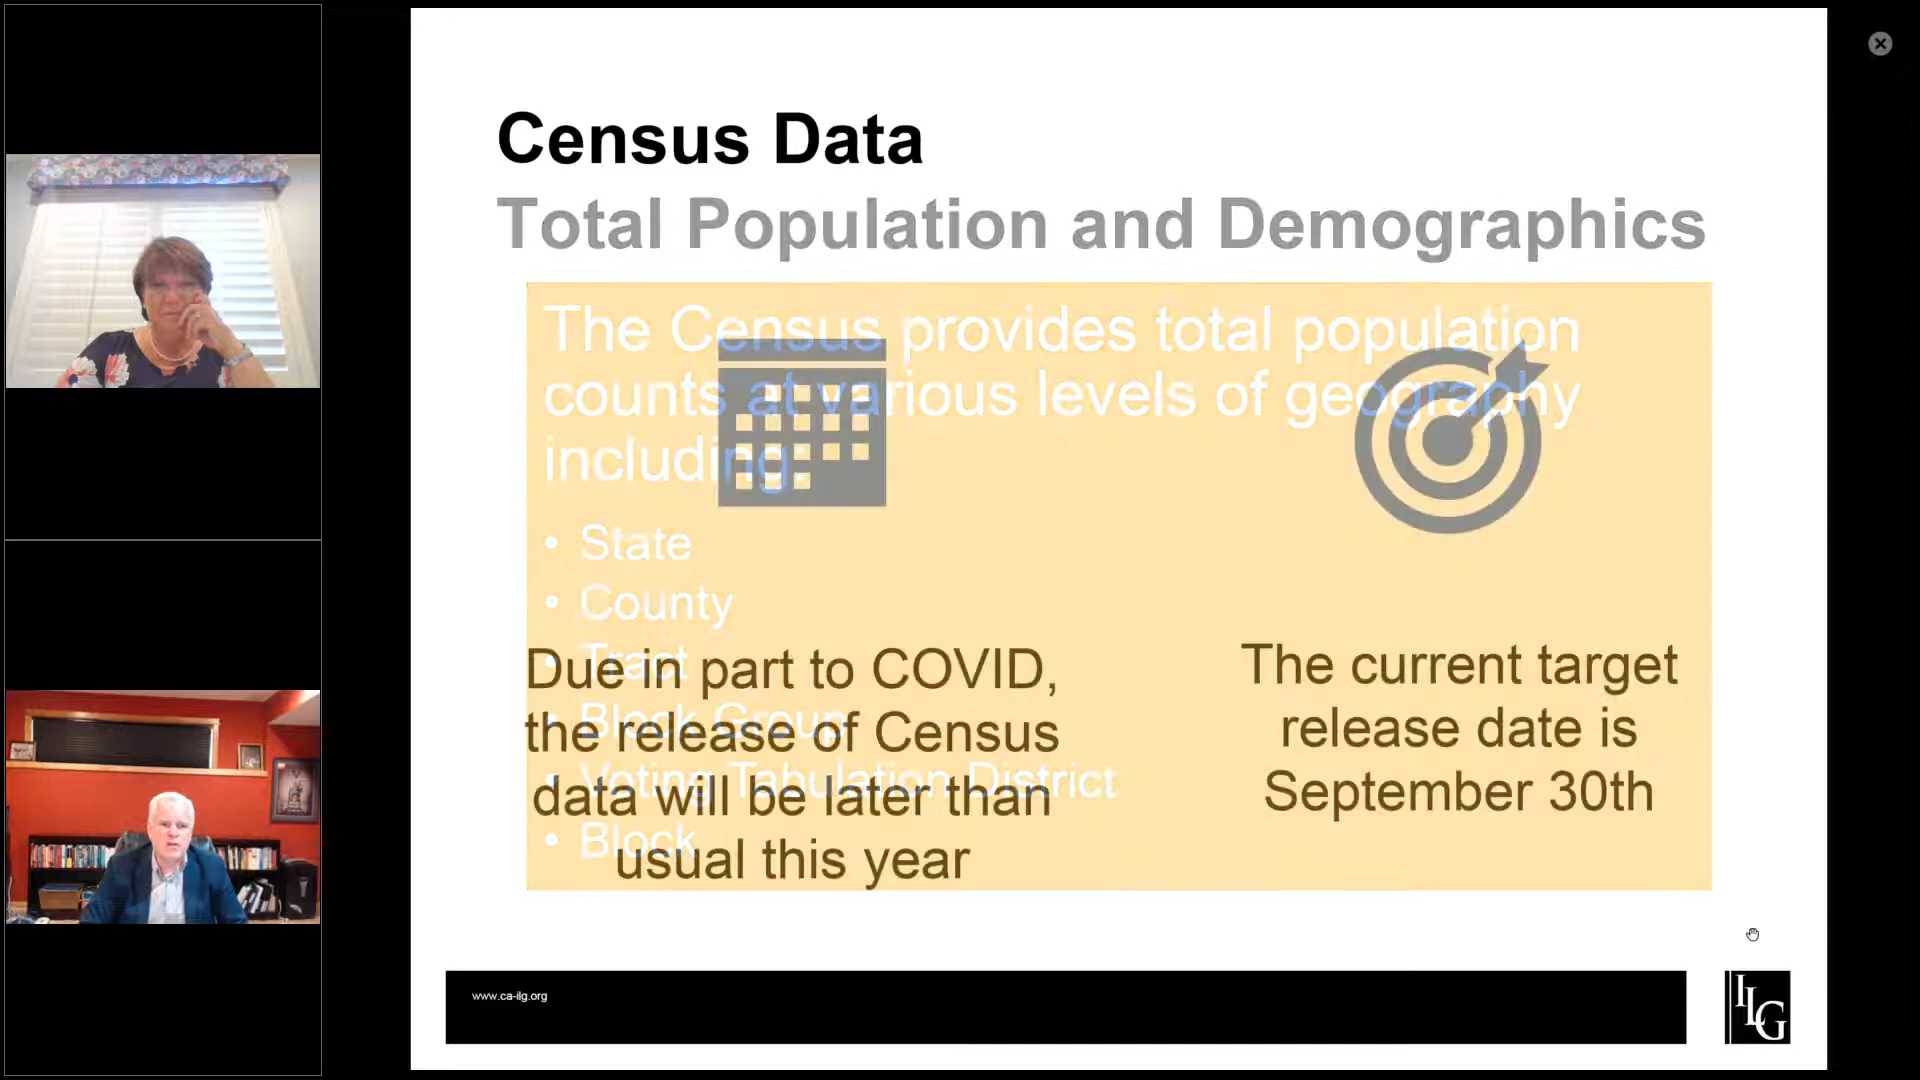 Census Data
Total Population and Demographics
The Census provides total population
counts at various levels of geography
including:
• State
• County
• Tract
• Block Group
• Voting Tabulation District
• Block
Due in part to COVID,
the release of Census
data will be later than
usual this year
The current target
release date is
September 30th
www.ca-ilg.org
ILG